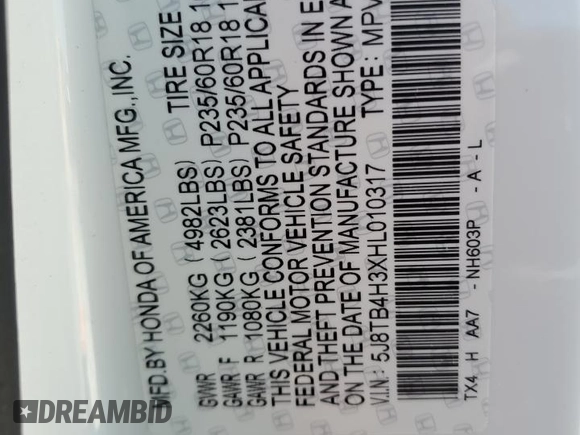 MFD.BY HONDA OF AMERICA MFG.,INC.
TIRE SIZE
GVWR 2260KG ( 4982LBS)
GAWR F 1190KG ( 2623LBS) P235/60R18 1
GAWR R 1080KG ( 2381LBS) P235/60R18 1
THIS VEHICLE CONFORMS TO ALL APPLICA
FEDERAL MOTOR VEHICLE SAFETY
AND THEFT PREVENTION STANDARDS IN E
ON THE DATE OF MANUFACTURE SHOWN A
V.I.N: 5J8TB4H3XHL010317 TYPE: MPV
TX4 H AA7 - NH603P - A - L
DREAMBID